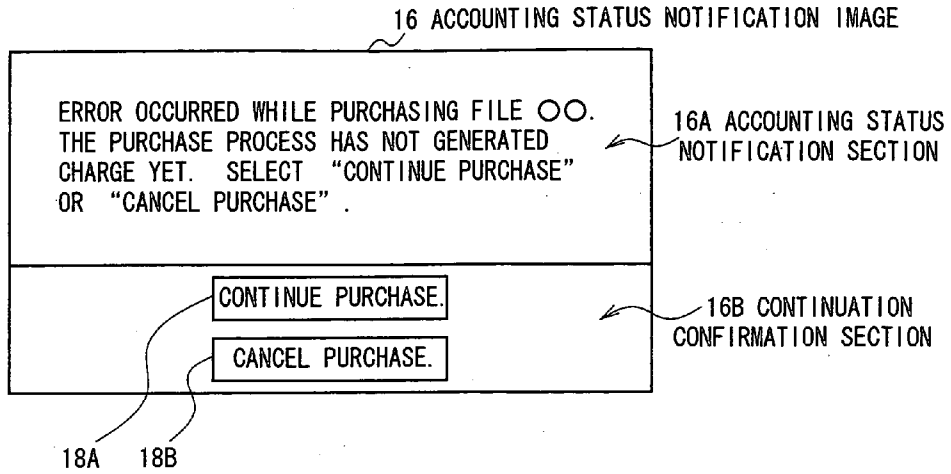 16 ACCOUNTING STATUS NOTIFICATION IMAGE
ERROR OCCURRED WHILE PURCHASING FILE ○○.
THE PURCHASE PROCESS HAS NOT GENERATED
CHARGE YET. SELECT “CONTINUE PURCHASE”
OR “CANCEL PURCHASE” .
16A ACCOUNTING STATUS
NOTIFICATION SECTION
CONTINUE PURCHASE.
CANCEL PURCHASE.
16B CONTINUATION
CONFIRMATION SECTION
18A 18B